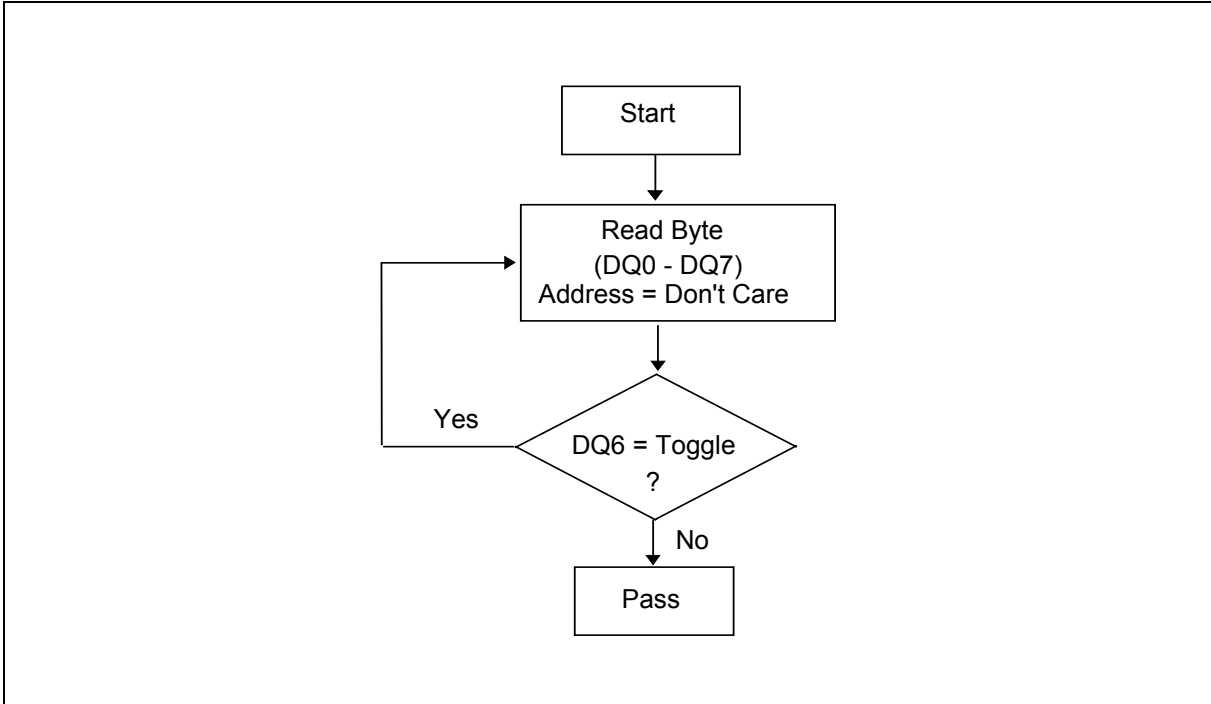 Start
Read Byte
(DQ0 - DQ7)
Address = Don't Care
Yes
DQ6 = Toggle
?
No
Pass